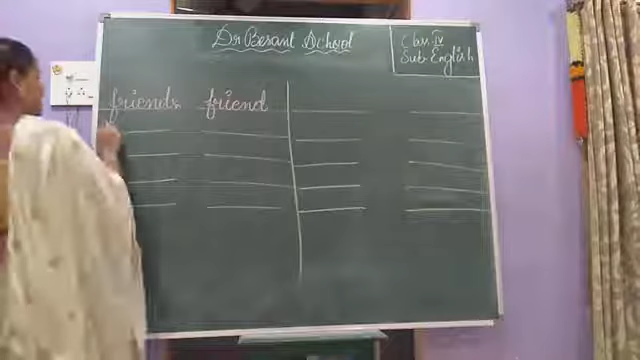 Dr Besant School
Class: IV
Sub: English
friends friend